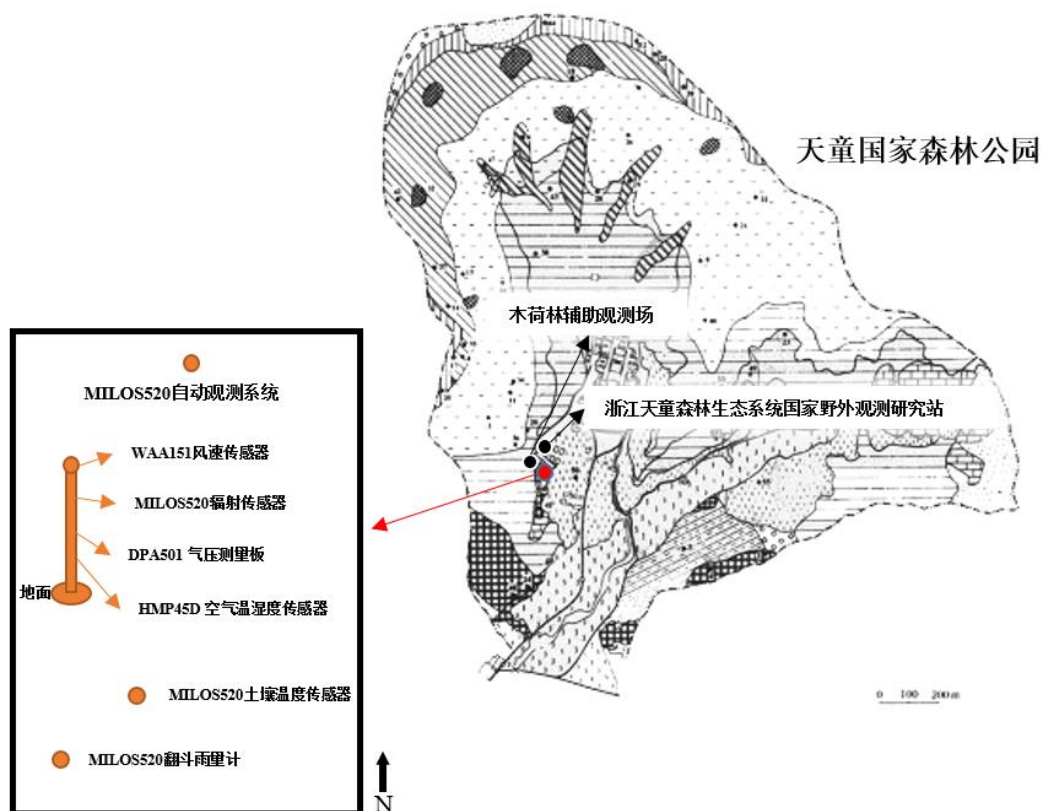 天童国家森林公园
木荷林辅助观测场
浙江天童森林生态系统国家野外观测研究站
MILOS520自动观测系统
WAA151风速传感器
MILOS520辐射传感器
DPA501 气压测量板
地面
HMP45D 空气温湿度传感器
MILOS520土壤温度传感器
MILOS520翻斗雨量计
N
0 100 200 m